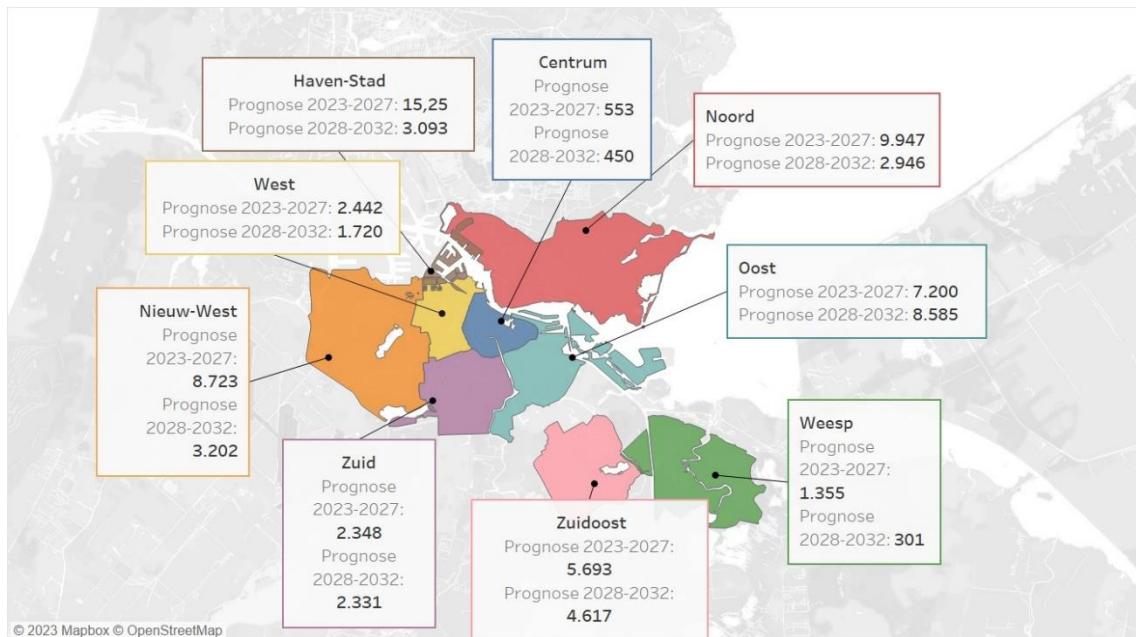 Haven-Stad
Prognose 2023-2027: 15,25
Prognose 2028-2032: 3.093
Centrum
Prognose
2023-2027: 553
Prognose
2028-2032: 450
Noord
Prognose 2023-2027: 9.947
Prognose 2028-2032: 2.946
West
Prognose 2023-2027: 2.442
Prognose 2028-2032: 1.720
Oost
Prognose 2023-2027: 7.200
Prognose 2028-2032: 8.585
Nieuw-West
Prognose
2023-2027:
8.723
Prognose
2028-2032:
3.202
Weesp
Prognose
2023-2027:
1.355
Prognose
2028-2032: 301
Zuid
Prognose
2023-2027:
2.348
Prognose
2028-2032:
2.331
Zuidoost
Prognose 2023-2027:
5.693
Prognose 2028-2032:
4.617
© 2023 Mapbox © OpenStreetMap